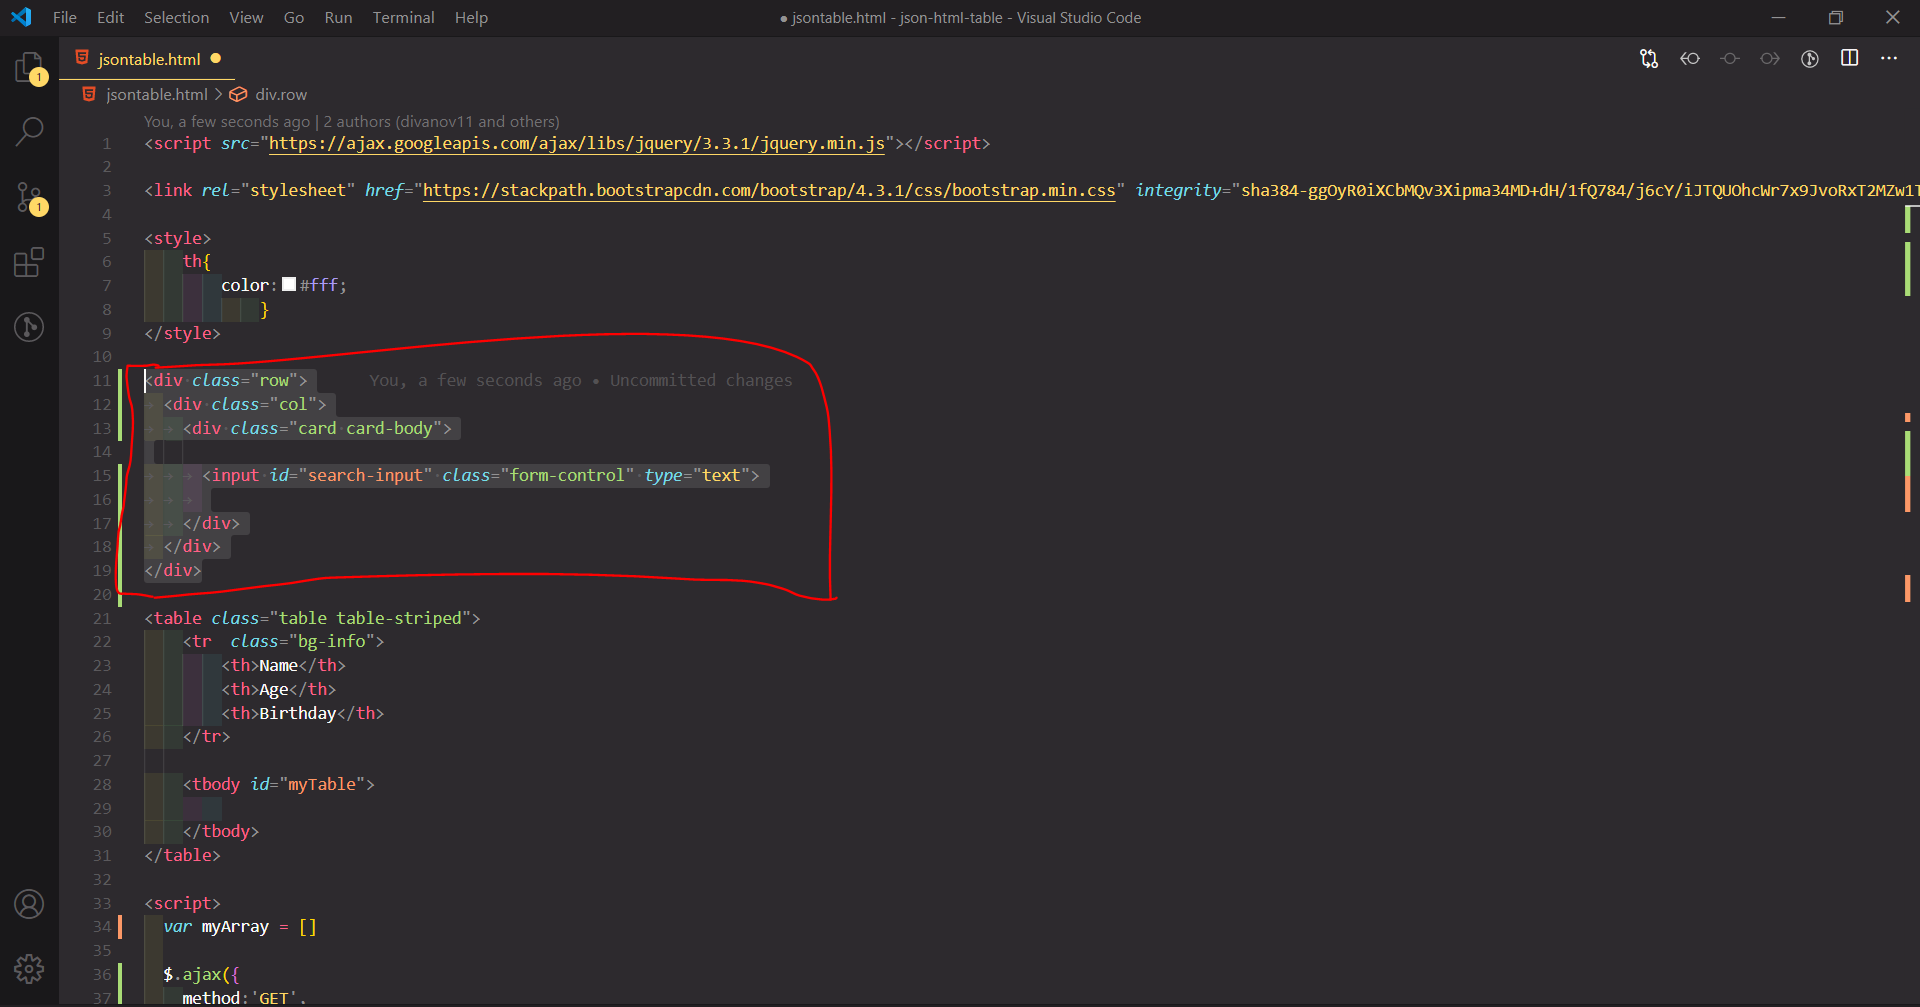 File Edit Selection View Go Run Terminal Help
● jsontable.html - json-html-table - Visual Studio Code
jsontable.html
1
jsontable.html > div.row
You, a few seconds ago | 2 authors (divanov11 and others)
1 <script src="https://ajax.googleapis.com/ajax/libs/jquery/3.3.1/jquery.min.js"></script>
2
3 <link rel="stylesheet" href="https://stackpath.bootstrapcdn.com/bootstrap/4.3.1/css/bootstrap.min.css" integrity="sha384-ggOyR0iXCbMQv3Xipma34MD+dH/1fQ784/j6cY/iJTQUOhcWr7x9JvoRxT2MZw1T
1
4
5 <style>
6 th{
7 color: #fff;
8 }
9 </style>
10
11 <div class="row"> You, a few seconds ago • Uncommitted changes
12 <div class="col">
13 <div class="card card-body">
14
15 <input id="search-input" class="form-control" type="text">
16
17 </div>
18 </div>
19 </div>
20
21 <table class="table table-striped">
22 <tr  class="bg-info">
23 <th>Name</th>
24 <th>Age</th>
25 <th>Birthday</th>
26 </tr>
27
28 <tbody id="myTable">
29
30 </tbody>
31 </table>
32
33 <script>
34 var myArray = []
35
36 $.ajax({
37 method:'GET',